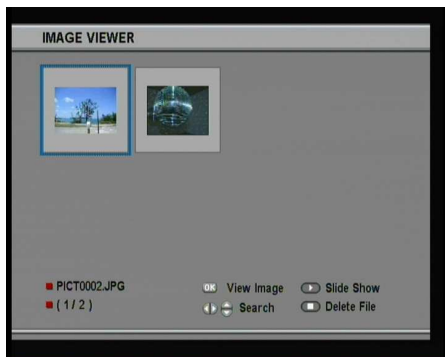 IMAGE VIEWER
PICT0002.JPG
OK View Image
Slide Show
(1/2)
Search
Delete File